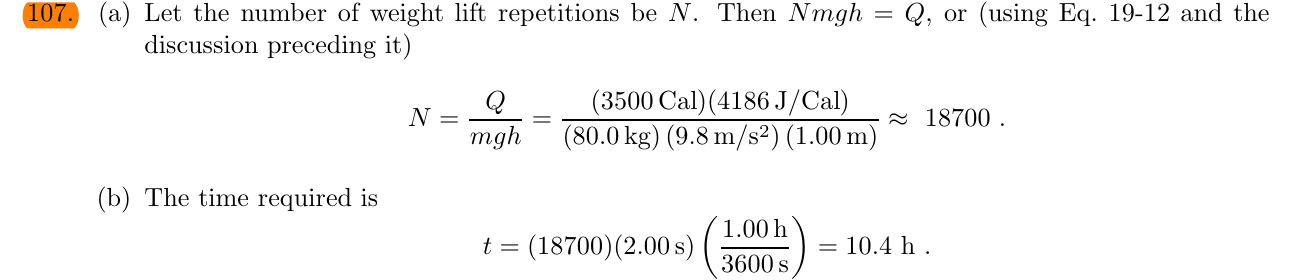 107. (a) Let the number of weight lift repetitions be N. Then Nmgh = Q, or (using Eq. 19-12 and the
discussion preceding it)
N = Q/mgh = (3500 Cal)(4186 J/Cal)/(80.0 kg) (9.8 m/s²) (1.00 m) ≈ 18700 .
(b) The time required is
t = (18700)(2.00 s) (1.00 h/3600 s) = 10.4 h .